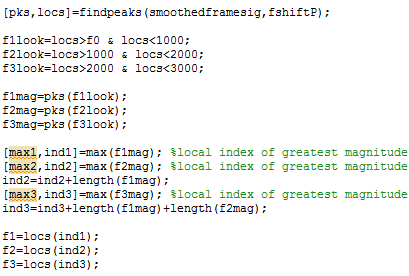 [pks,locs]=findpeaks(smoothedframesig,fshiftP);
f1look=locs>f0 & locs<1000;
f2look=locs>1000 & locs<2000;
f3look=locs>2000 & locs<3000;
f1mag=pks(f1look);
f2mag=pks(f2look);
f3mag=pks(f3look);
[max1,ind1]=max(f1mag); %local index of greatest magnitude
[max2,ind2]=max(f2mag); %local index of greatest magnitude
ind2=ind2+length(f1mag);
[max3,ind3]=max(f3mag); %local index of greatest magnitude
ind3=ind3+length(f1mag)+length(f2mag);
f1=locs(ind1);
f2=locs(ind2);
f3=locs(ind3);